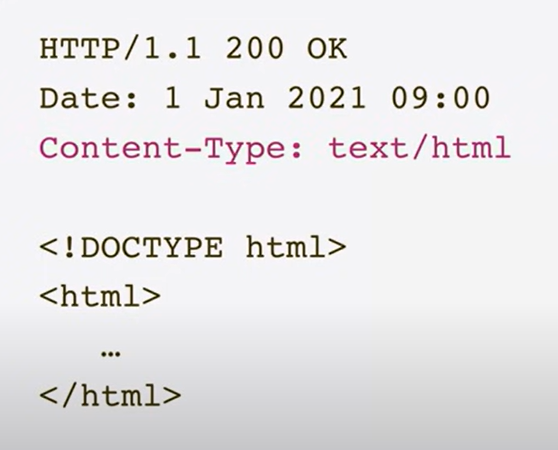 HTTP/1.1 200 OK
Date: 1 Jan 2021 09:00
Content-Type: text/html
<!DOCTYPE html>
<html>
…
</html>